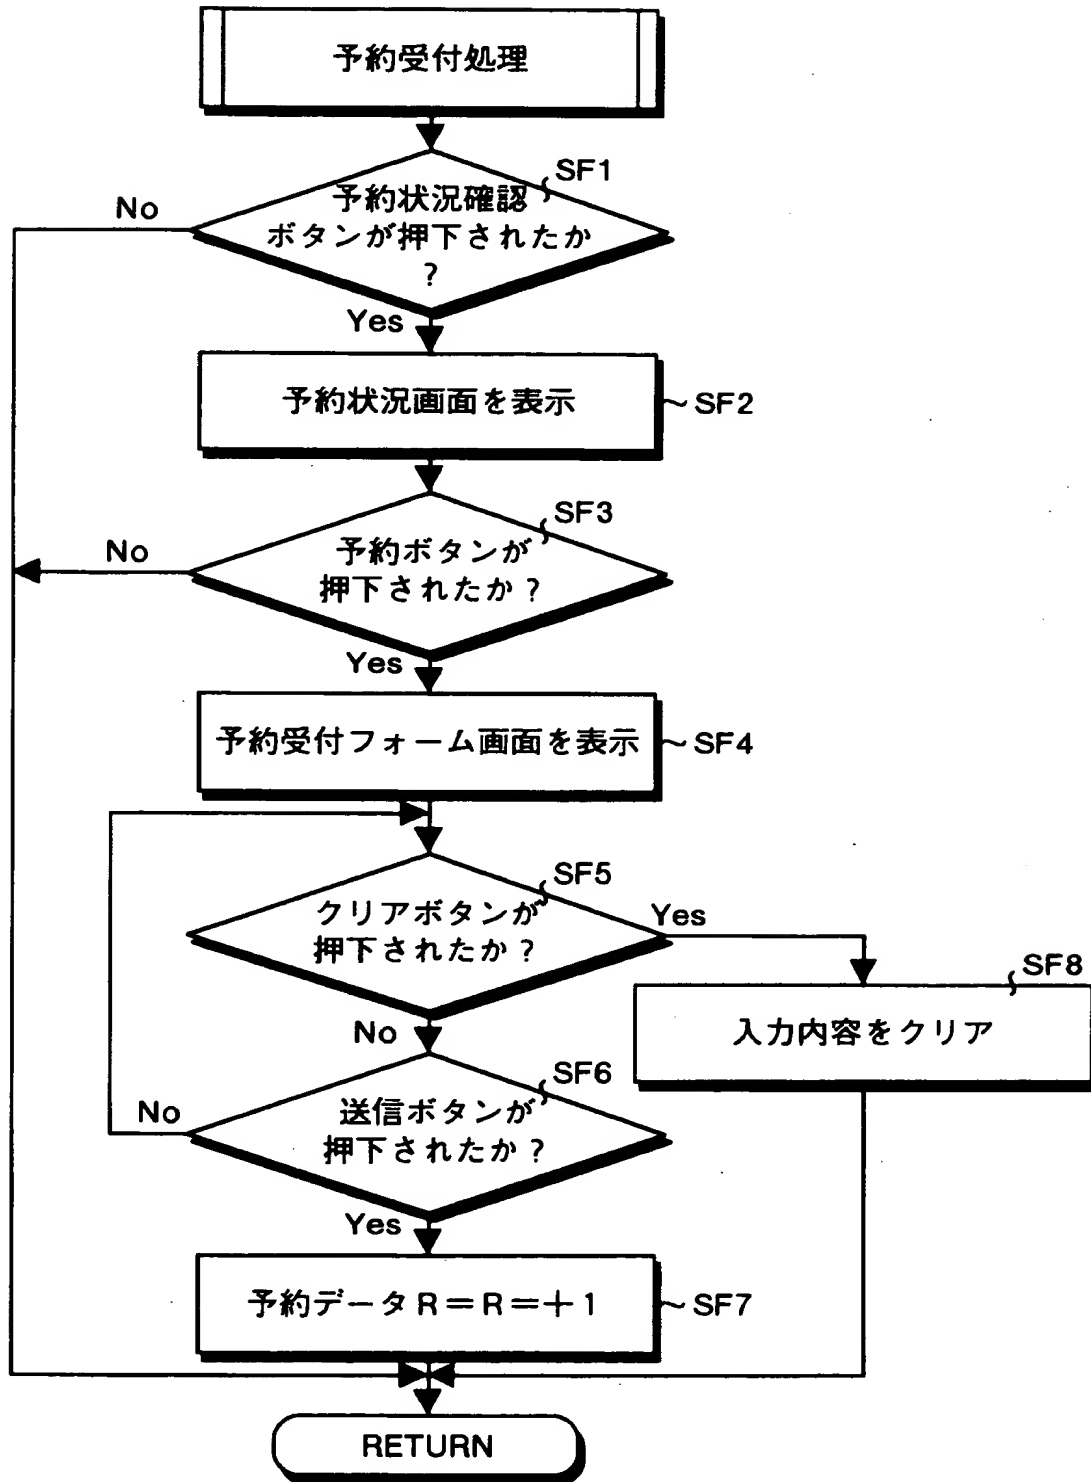 予約受付処理
SF1
予約状況確認
ボタンが押下されたか
?
No
Yes
予約状況画面を表示
SF2
SF3
予約ボタンが
押下されたか?
No
Yes
予約受付フォーム画面を表示
SF4
SF5
クリアボタンが
押下されたか?
Yes
No
SF8
入力内容をクリア
SF6
送信ボタンが
押下されたか?
No
Yes
予約データR=R=+1
SF7
RETURN